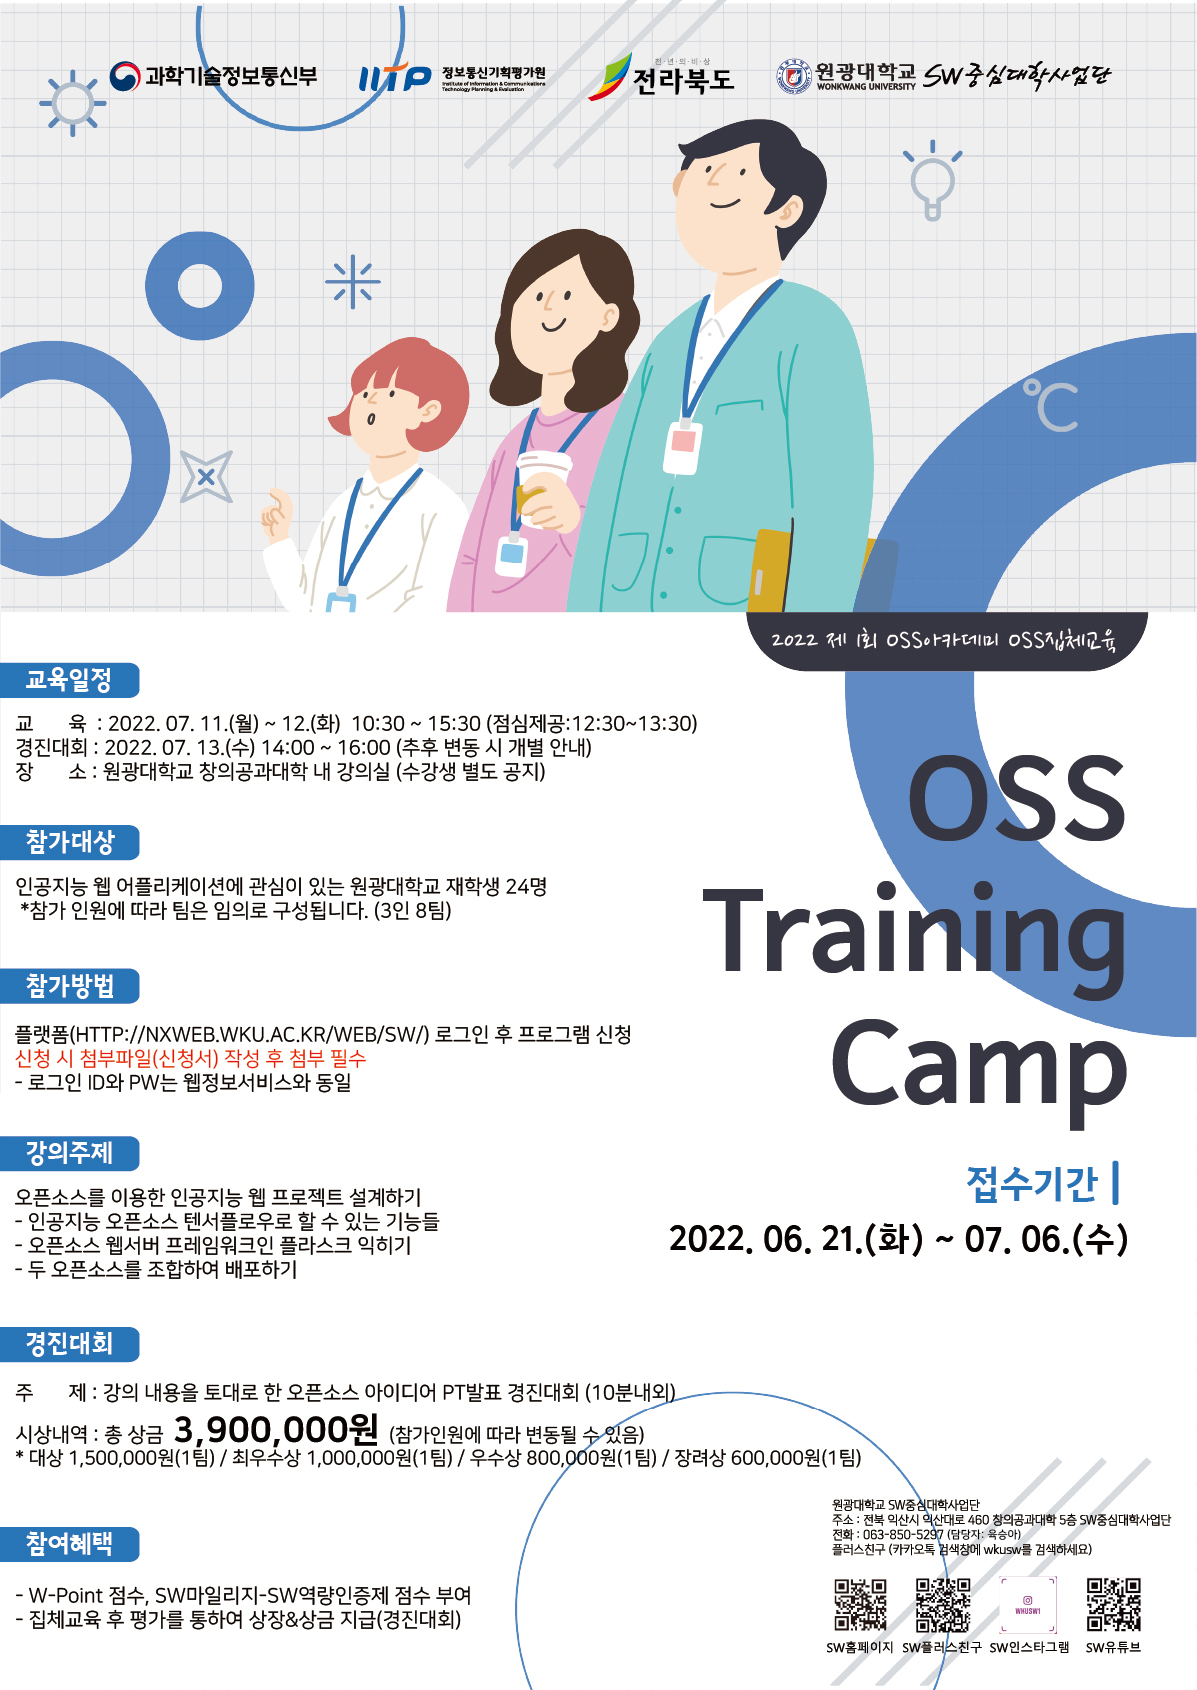 과학기술정보통신부
IITP 정보통신기획평가원
Institute of Information & Communications
Technology Planning & Evaluation
천·년·의·비·상
전라북도
원광대학교
WONKWANG UNIVERSITY
SW중심대학사업단
2022 제 1회 OSS아카데미 OSS집체교육
OSS
Training
Camp
접수기간
2022. 06. 21.(화) ~ 07. 06.(수)
교육일정
교 육 : 2022. 07. 11.(월) ~ 12.(화) 10:30 ~ 15:30 (점심제공:12:30~13:30)
경진대회 : 2022. 07. 13.(수) 14:00 ~ 16:00 (추후 변동 시 개별 안내)
장 소 : 원광대학교 창의공과대학 내 강의실 (수강생 별도 공지)
참가대상
인공지능 웹 어플리케이션에 관심이 있는 원광대학교 재학생 24명
*참가 인원에 따라 팀은 임의로 구성됩니다. (3인 8팀)
참가방법
플랫폼(HTTP://NXWEB.WKU.AC.KR/WEB/SW/) 로그인 후 프로그램 신청
신청 시 첨부파일(신청서) 작성 후 첨부 필수
- 로그인 ID와 PW는 웹정보서비스와 동일
강의주제
오픈소스를 이용한 인공지능 웹 프로젝트 설계하기
- 인공지능 오픈소스 텐서플로우로 할 수 있는 기능들
- 오픈소스 웹서버 프레임워크인 플라스크 익히기
- 두 오픈소스를 조합하여 배포하기
경진대회
주 제 : 강의 내용을 토대로 한 오픈소스 아이디어 PT발표 경진대회 (10분내외)
시상내역 : 총 상금 3,900,000원 (참가인원에 따라 변동될 수 있음)
* 대상 1,500,000원(1팀) / 최우수상 1,000,000원(1팀) / 우수상 800,000원(1팀) / 장려상 600,000원(1팀)
참여혜택
- W-Point 점수, SW마일리지-SW역량인증제 점수 부여
- 집체교육 후 평가를 통하여 상장&상금 지급(경진대회)
원광대학교 SW중심대학사업단
주소 : 전북 익산시 익산대로 460 창의공과대학 5층 SW중심대학사업단
전화 : 063-850-5297 (담당자: 육승아)
플러스친구 (카카오톡 검색창에 wkusw를 검색하세요)
WKUSW1
SW홈페이지 SW플러스친구 SW인스타그램 SW유튜브